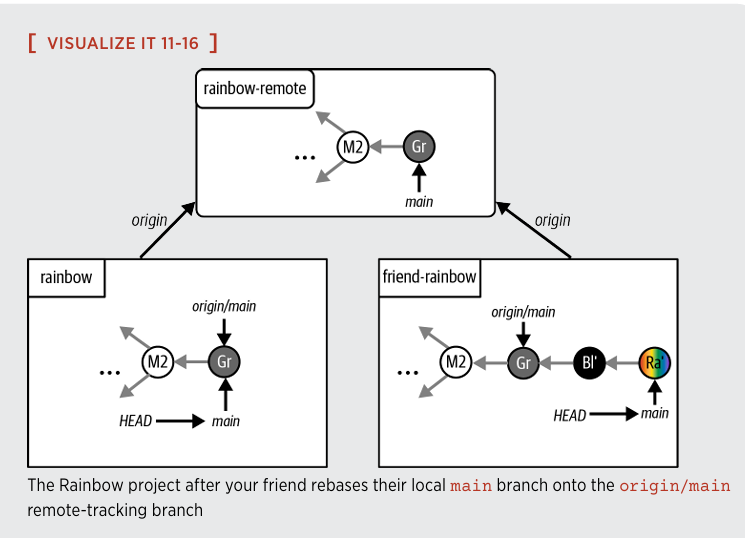 [ VISUALIZE IT 11-16 ]
rainbow-remote
... M2 Gr
main
origin origin
rainbow
origin/main
... M2 Gr
HEAD main
friend-rainbow
origin/main
... M2 Gr Bl' Ra'
HEAD main
The Rainbow project after your friend rebases their local main branch onto the origin/main
remote-tracking branch